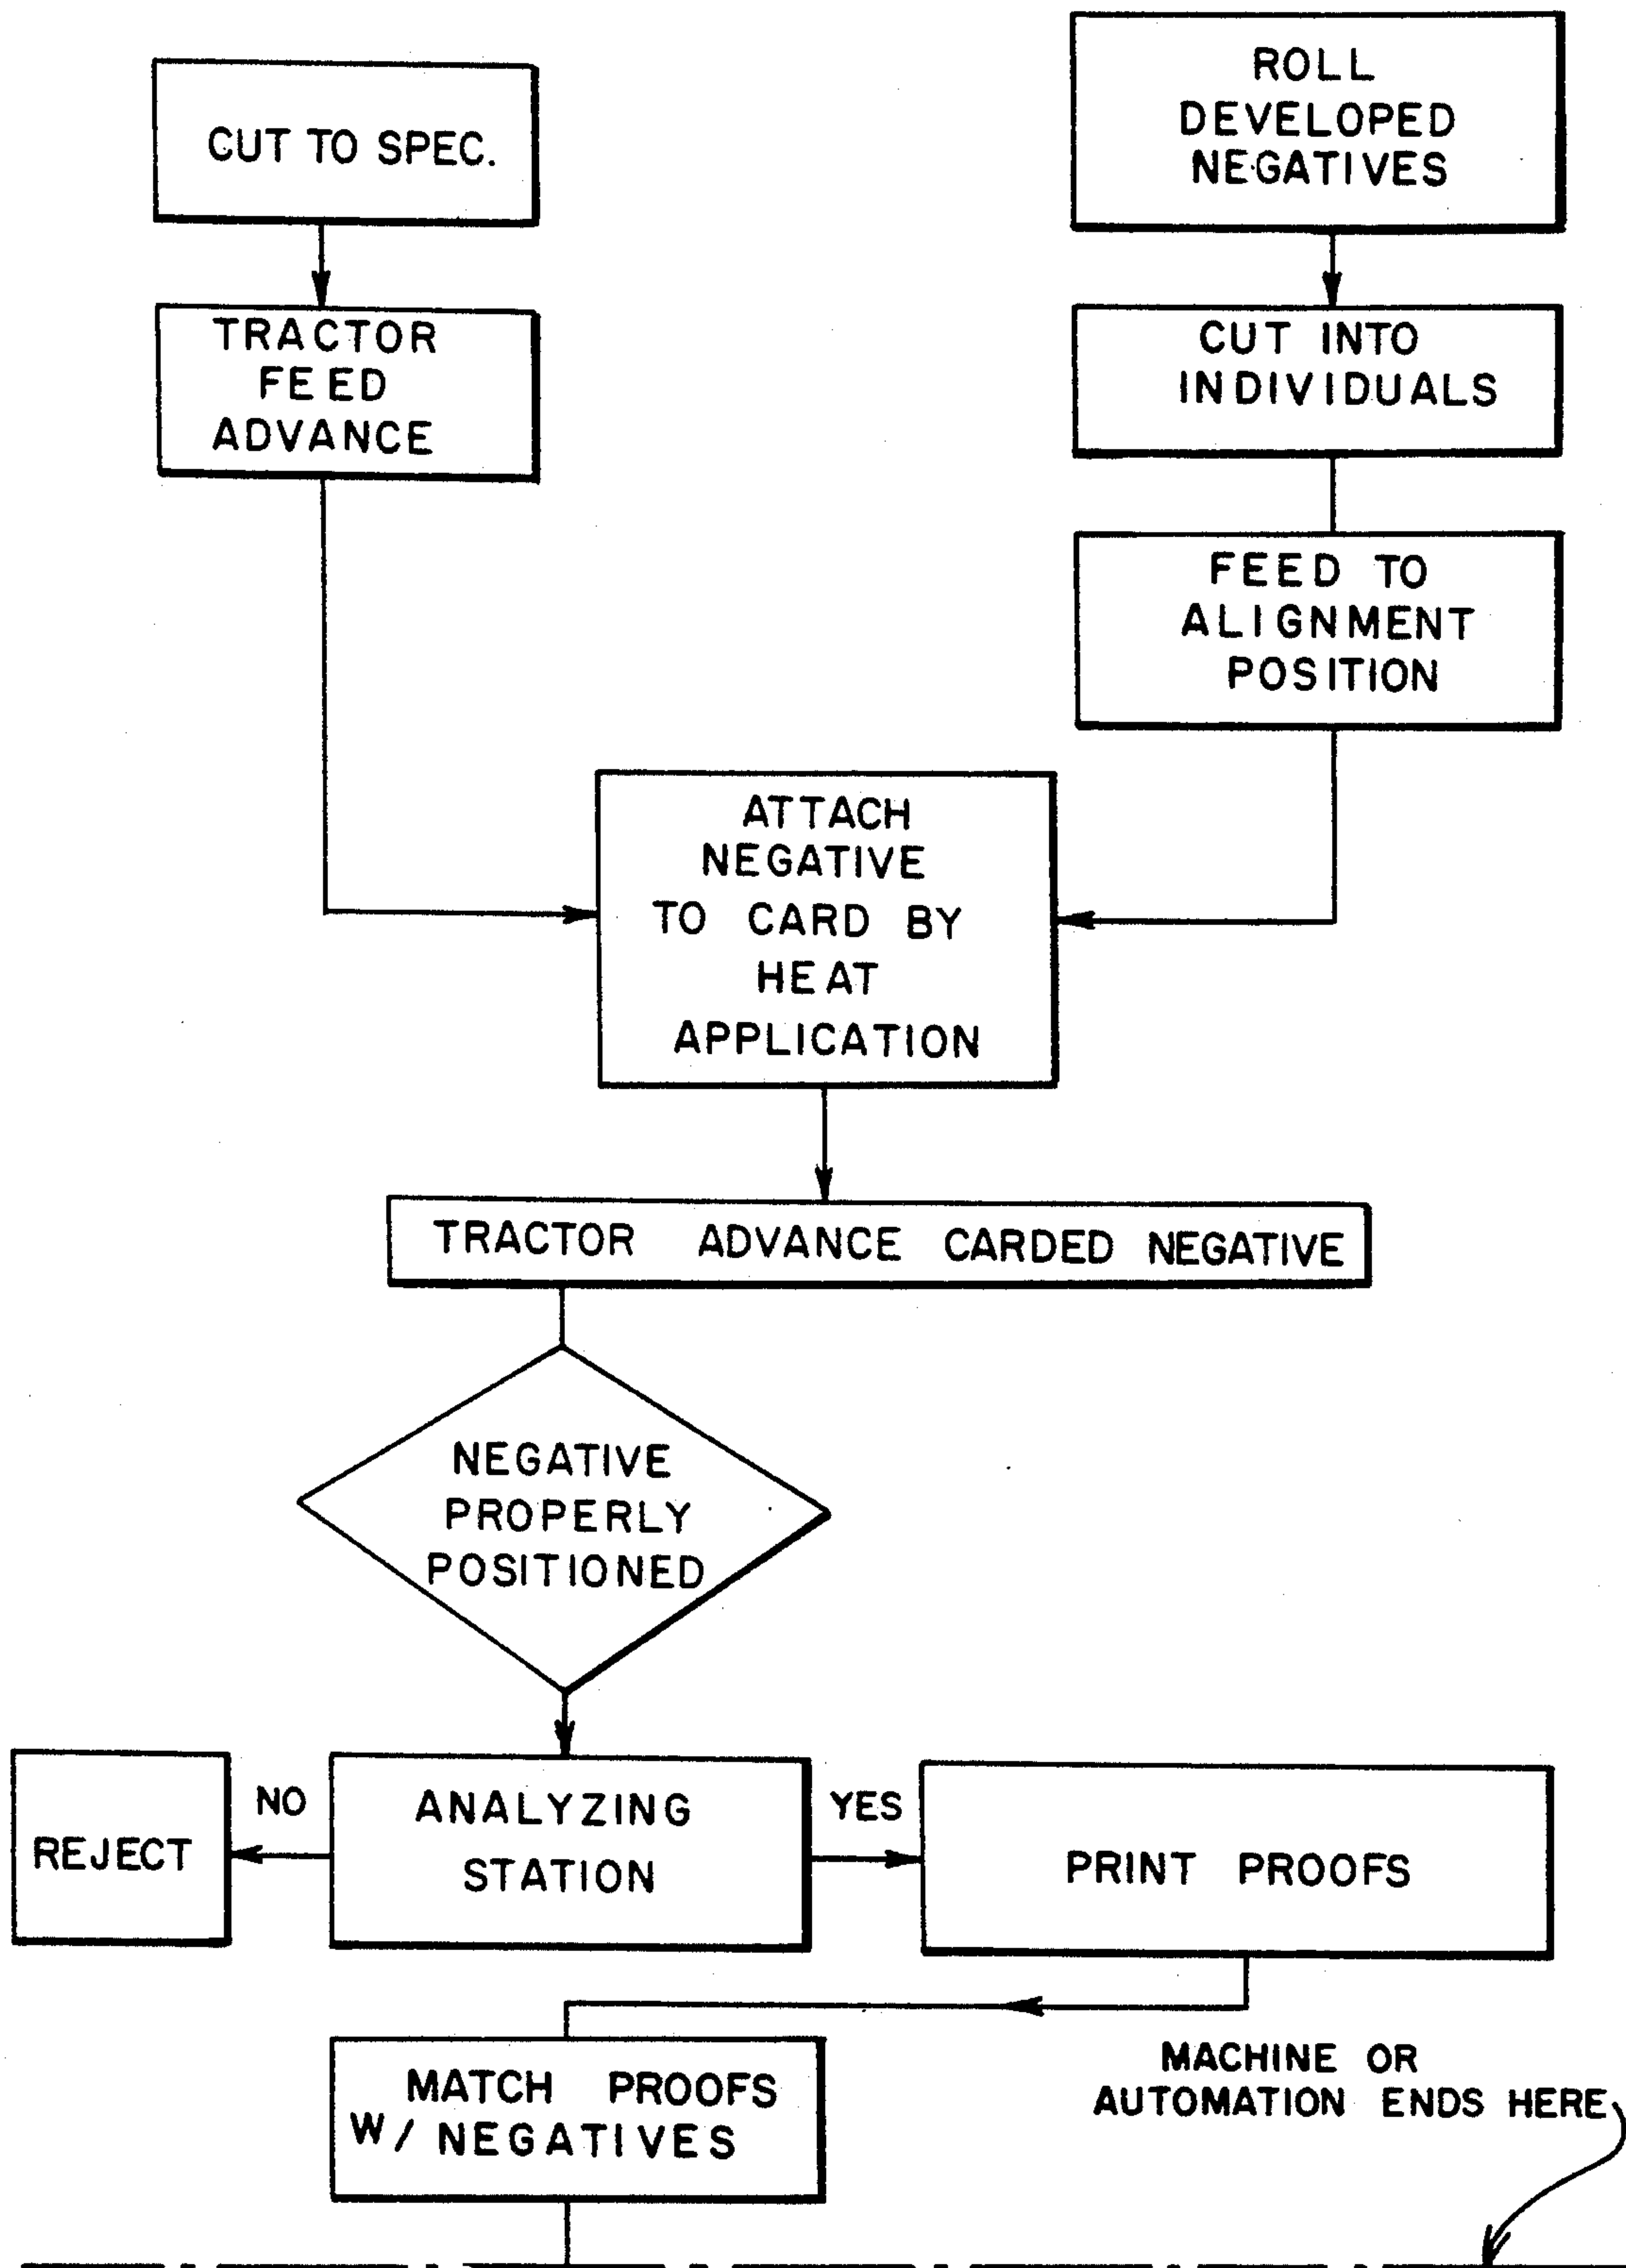 CUT TO SPEC.
ROLL
DEVELOPED
NEGATIVES
TRACTOR
FEED
ADVANCE
CUT INTO
INDIVIDUALS
FEED TO
ALIGNMENT
POSITION
ATTACH
NEGATIVE
TO CARD BY
HEAT
APPLICATION
TRACTOR ADVANCE CARDED NEGATIVE
NEGATIVE
PROPERLY
POSITIONED
REJECT
NO
ANALYZING
STATION
YES
PRINT PROOFS
MATCH PROOFS
W/ NEGATIVES
MACHINE OR
AUTOMATION ENDS HERE